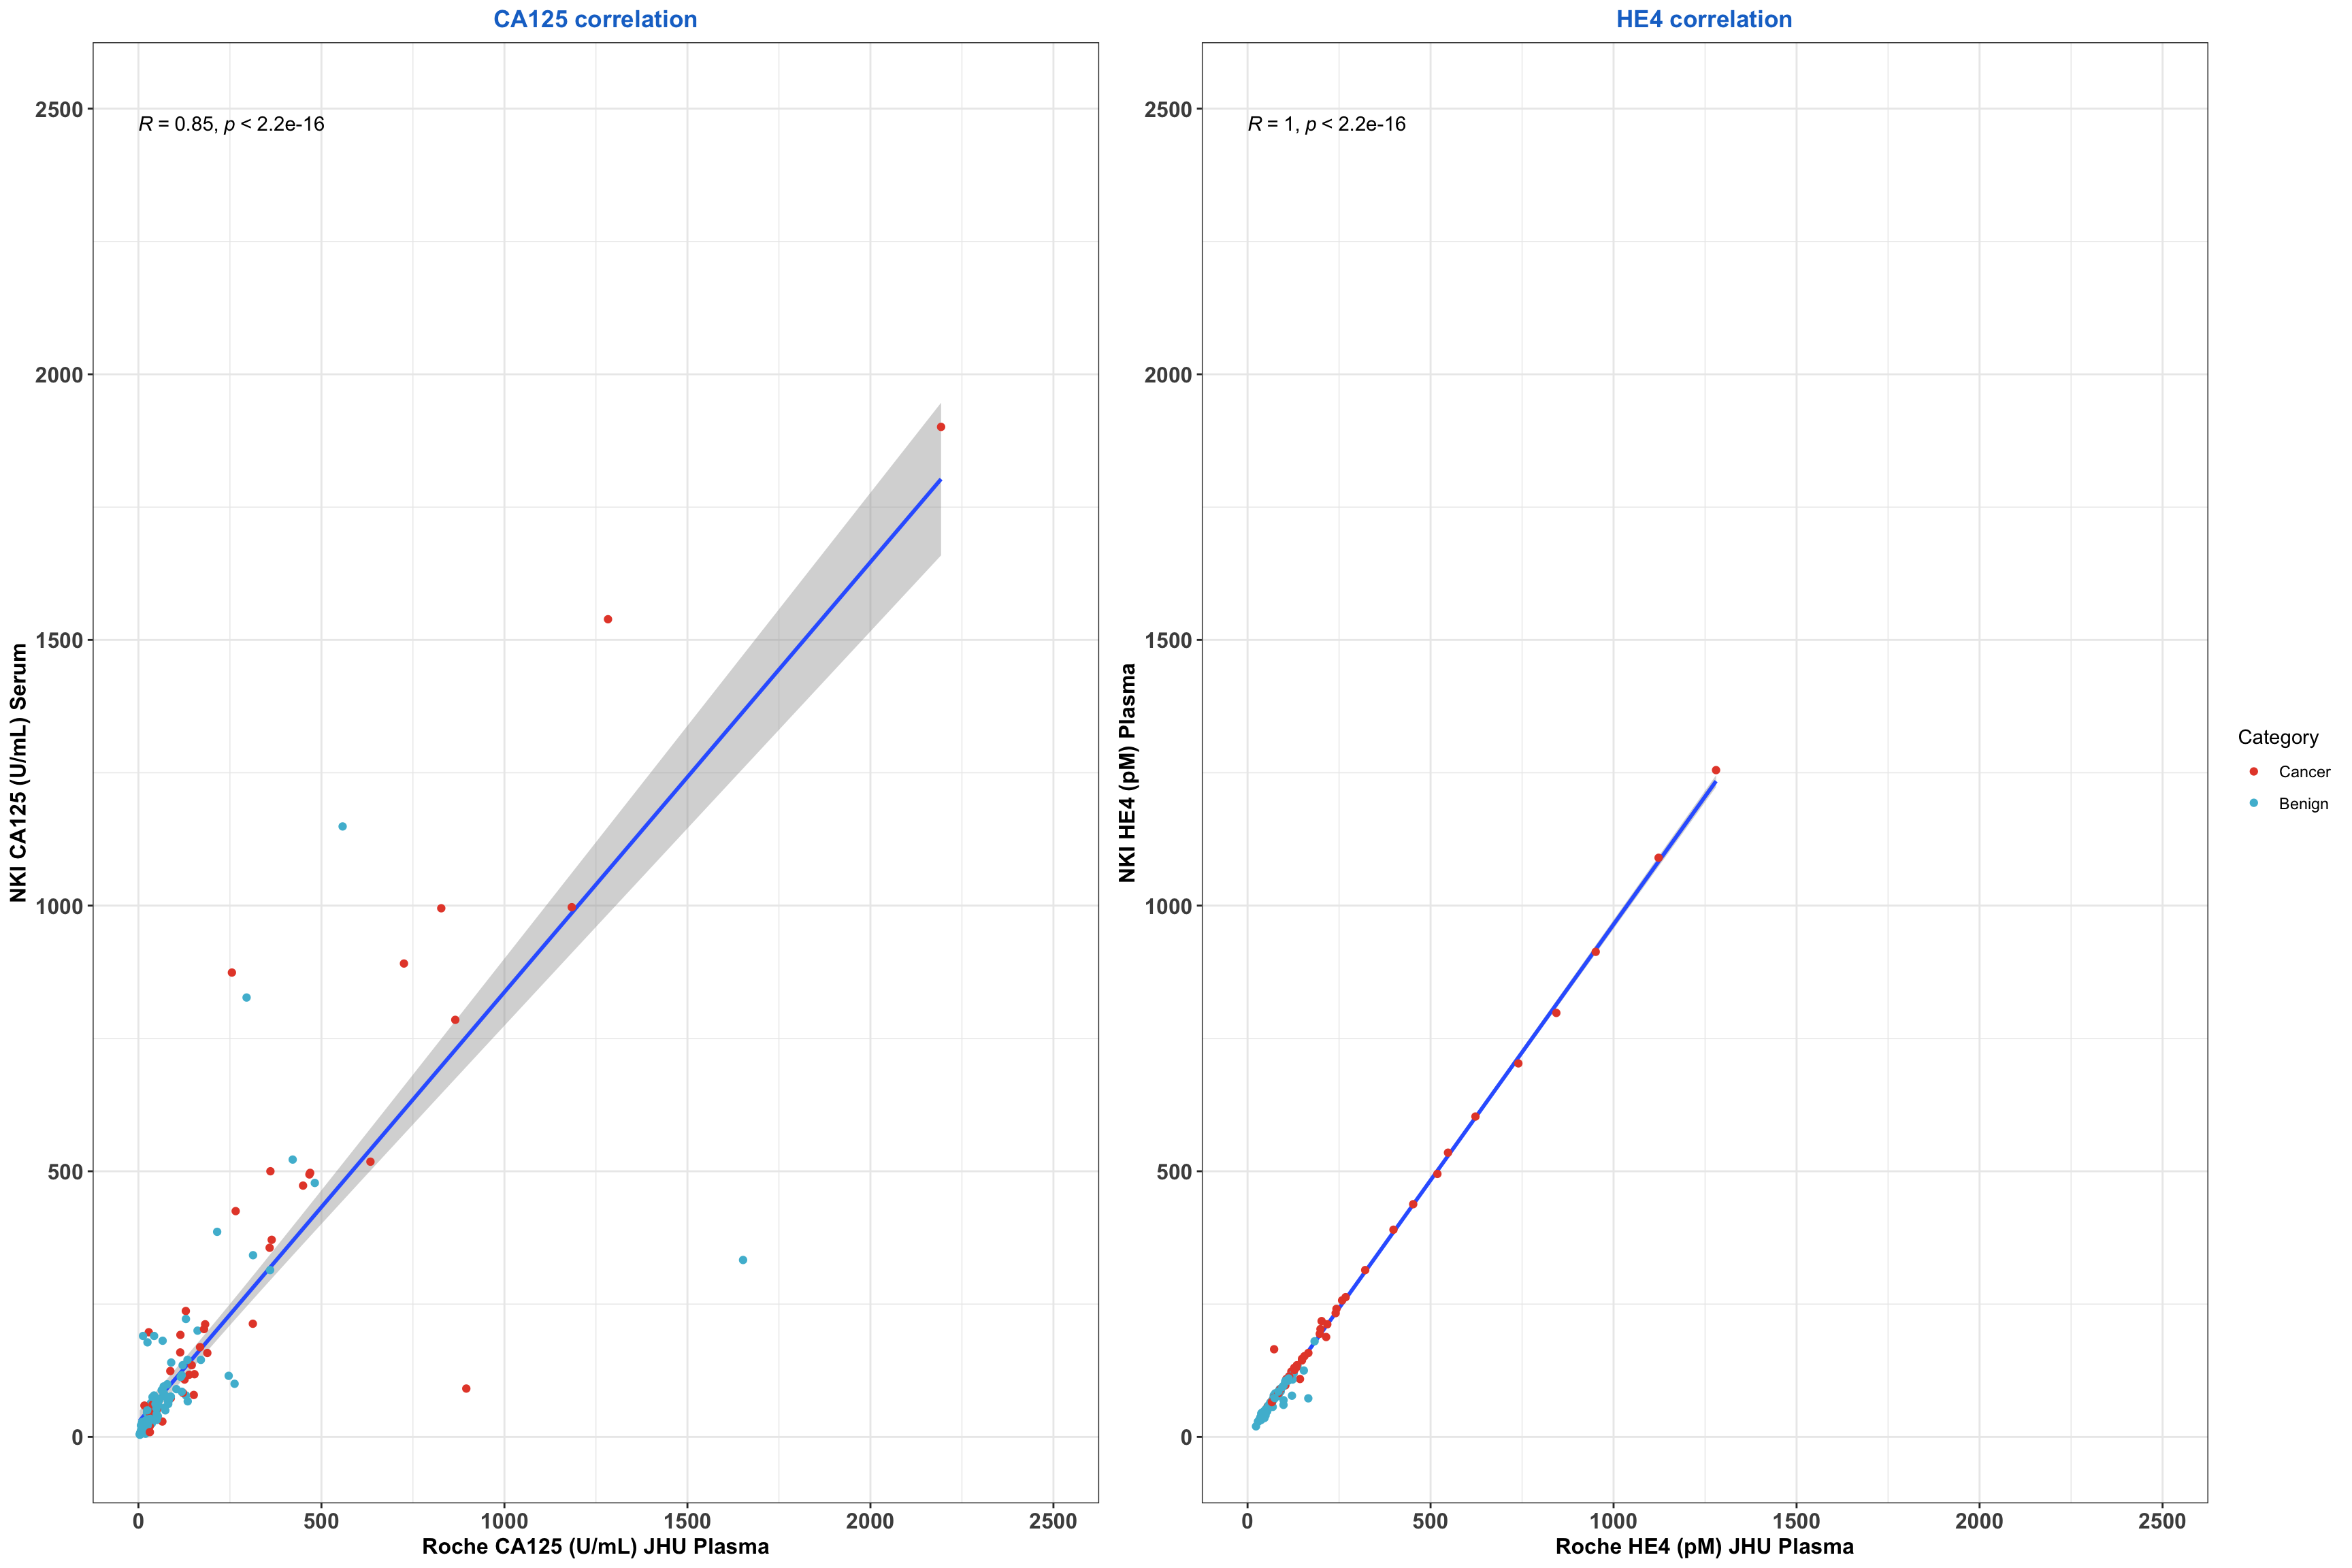 CA125 correlation
R = 0.85, p < 2.2e-16
2500
2000
1500
1000
500
0
NKI CA125 (U/mL) Serum
0 500 1000 1500 2000 2500
Roche CA125 (U/mL) JHU Plasma
HE4 correlation
R = 1, p < 2.2e-16
2500
2000
1500
1000
500
0
NKI HE4 (pM) Plasma
0 500 1000 1500 2000 2500
Roche HE4 (pM) JHU Plasma
Category
Cancer
Benign